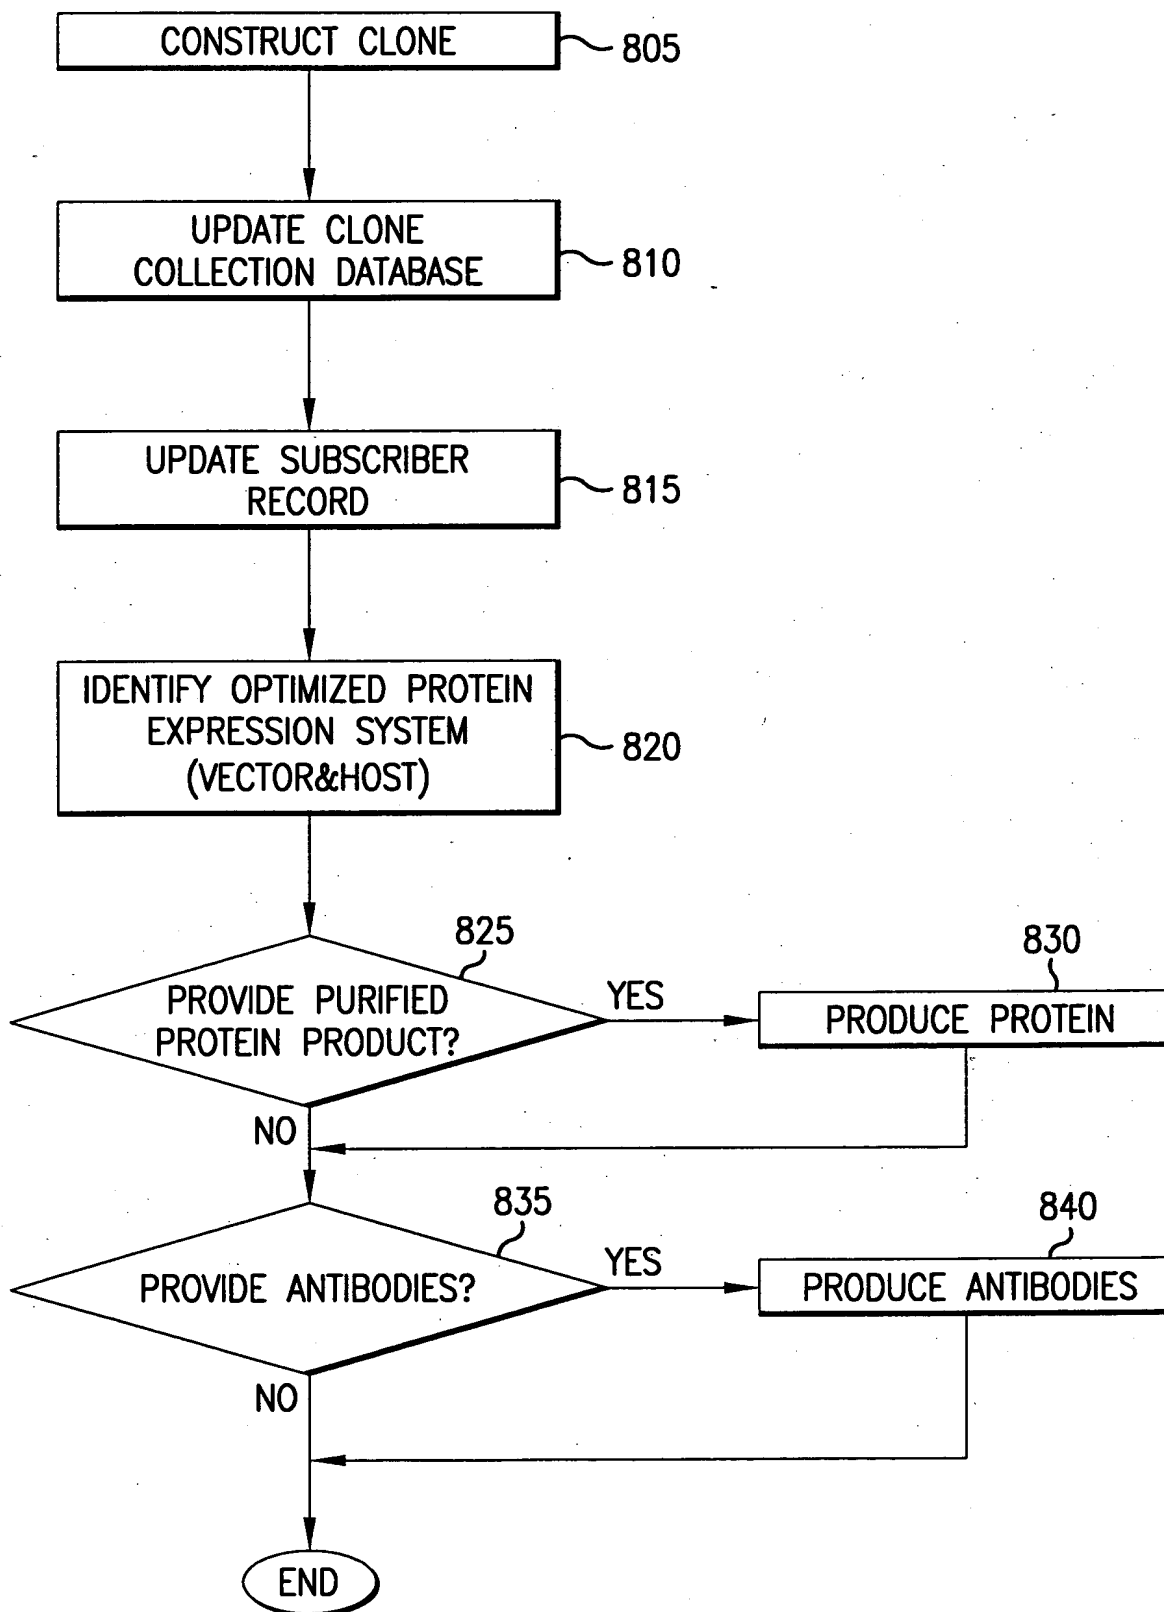 CONSTRUCT CLONE
805
UPDATE CLONE
COLLECTION DATABASE
810
UPDATE SUBSCRIBER
RECORD
815
IDENTIFY OPTIMIZED PROTEIN
EXPRESSION SYSTEM
(VECTOR&HOST)
820
825
PROVIDE PURIFIED
PROTEIN PRODUCT?
YES
830
PRODUCE PROTEIN
NO
835
PROVIDE ANTIBODIES?
YES
840
PRODUCE ANTIBODIES
NO
END